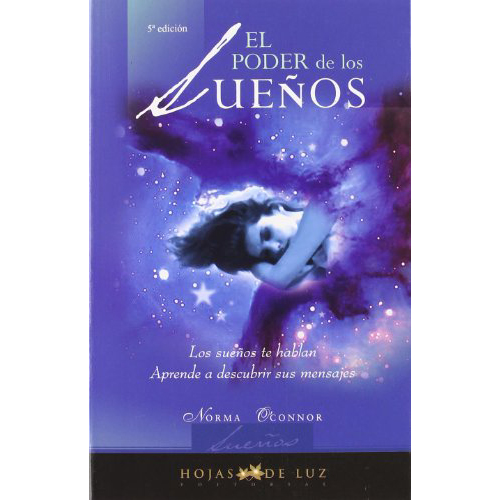 5ª edición
EL
PODER de los
SUEÑOS
Los sueños te hablan
Aprende a descubrir sus mensajes
NORMA O'CONNOR
Sueños
HOJAS DE LUZ
EDITORIAL